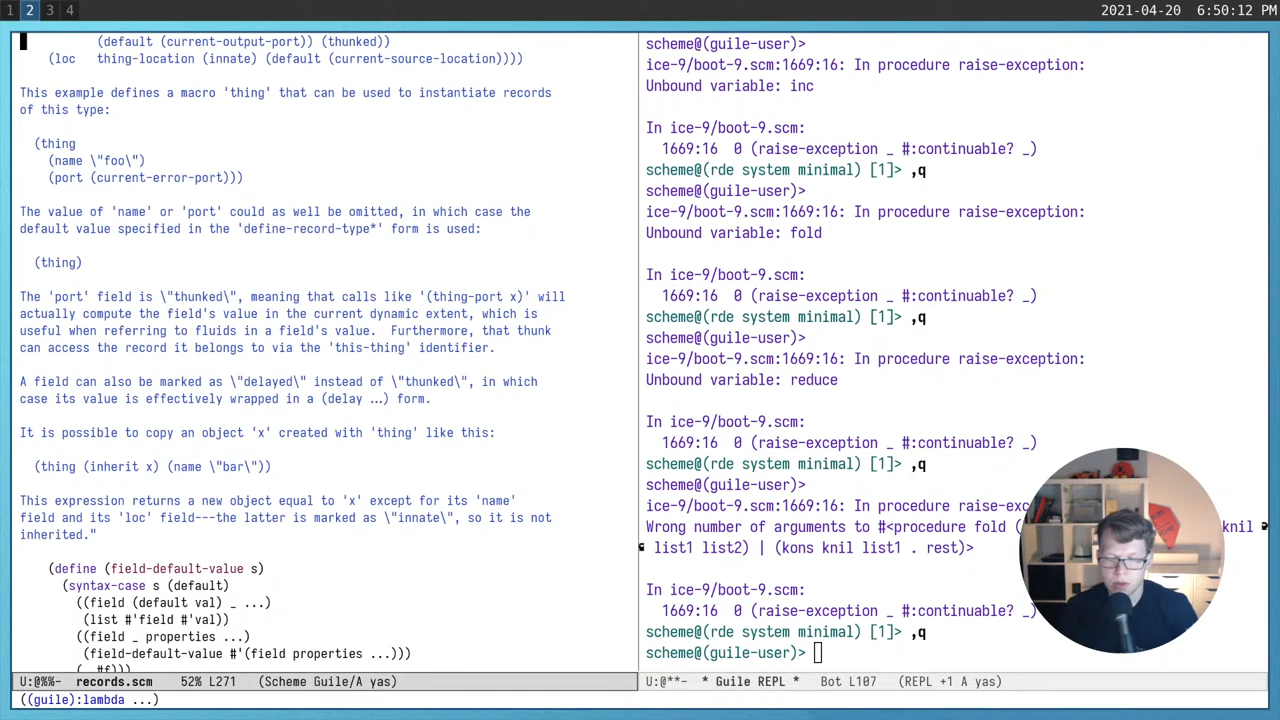 1 2 3 4
2021-04-20 6:50:12 PM
(default (current-output-port)) (thunked))
(loc thing-location (innate) (default (current-source-location))))
This example defines a macro 'thing' that can be used to instantiate records
of this type:
(thing
(name \"foo\")
(port (current-error-port)))
The value of 'name' or 'port' could as well be omitted, in which case the
default value specified in the 'define-record-type*' form is used:
(thing)
The 'port' field is \"thunked\", meaning that calls like '(thing-port x)' will
actually compute the field's value in the current dynamic extent, which is
useful when referring to fluids in a field's value. Furthermore, that thunk
can access the record it belongs to via the 'this-thing' identifier.
A field can also be marked as \"delayed\" instead of \"thunked\", in which
case its value is effectively wrapped in a (delay …) form.
It is possible to copy an object 'x' created with 'thing' like this:
(thing (inherit x) (name \"bar\"))
This expression returns a new object equal to 'x' except for its 'name'
field and its 'loc' field---the latter is marked as \"innate\", so it is not
inherited."
(define (field-default-value s)
(syntax-case s (default)
((field (default val) _ ...)
(list #'field #'val))
((field _ properties ...)
(field-default-value #'(field properties ...)))
(_ #f)))
U:@%%- records.scm 52% L271 (Scheme Guile/A yas)
((guile):lambda ...)
scheme@(guile-user)>
ice-9/boot-9.scm:1669:16: In procedure raise-exception:
Unbound variable: inc
In ice-9/boot-9.scm:
1669:16 0 (raise-exception _ #:continuable? _)
scheme@(rde system minimal) [1]> ,q
scheme@(guile-user)>
ice-9/boot-9.scm:1669:16: In procedure raise-exception:
Unbound variable: fold
In ice-9/boot-9.scm:
1669:16 0 (raise-exception _ #:continuable? _)
scheme@(rde system minimal) [1]> ,q
scheme@(guile-user)>
ice-9/boot-9.scm:1669:16: In procedure raise-exception:
Unbound variable: reduce
In ice-9/boot-9.scm:
1669:16 0 (raise-exception _ #:continuable? _)
scheme@(rde system minimal) [1]> ,q
scheme@(guile-user)>
ice-9/boot-9.scm:1669:16: In procedure raise-exception:
Wrong number of arguments to #<procedure fold ( knil
list1 list2) | (kons knil list1 . rest)>
In ice-9/boot-9.scm:
1669:16 0 (raise-exception _ #:continuable? _)
scheme@(rde system minimal) [1]> ,q
scheme@(guile-user)>
U:@**- * Guile REPL * Bot L107 (REPL +1 A yas)